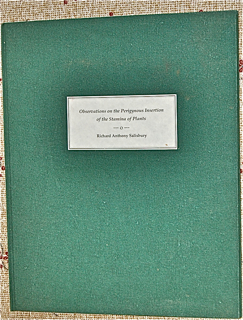 Observations on the Perigynous Insertion
of the Stamina of Plants
Richard Anthony Salisbury